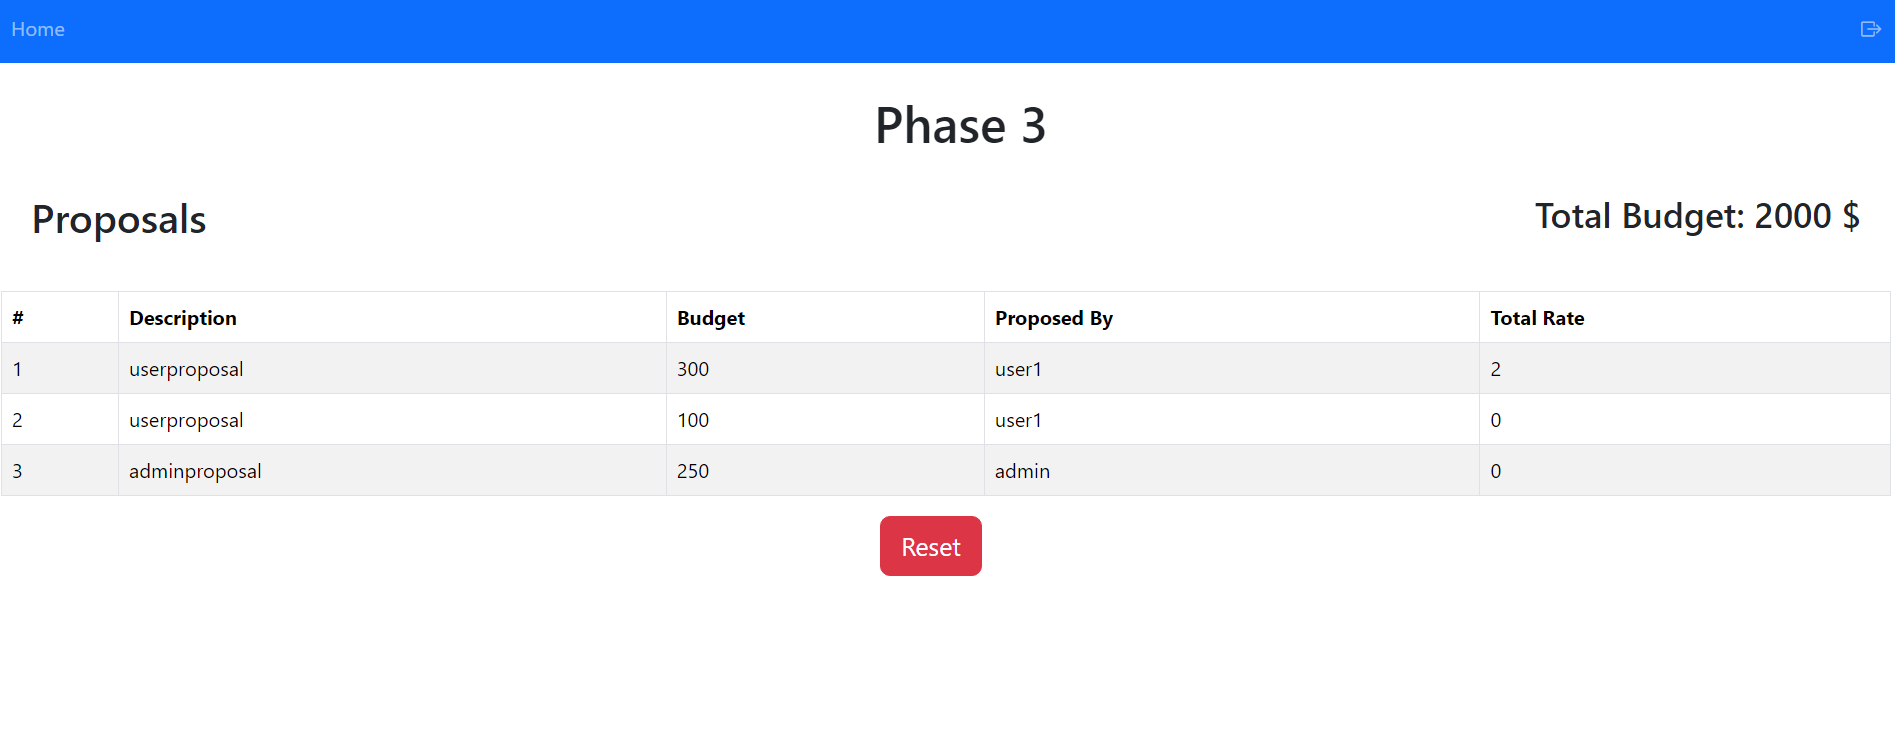 Home
Phase 3
Proposals
Total Budget: 2000 $
# Description Budget Proposed By Total Rate
1 userproposal 300 user1 2
2 userproposal 100 user1 0
3 adminproposal 250 admin 0
Reset